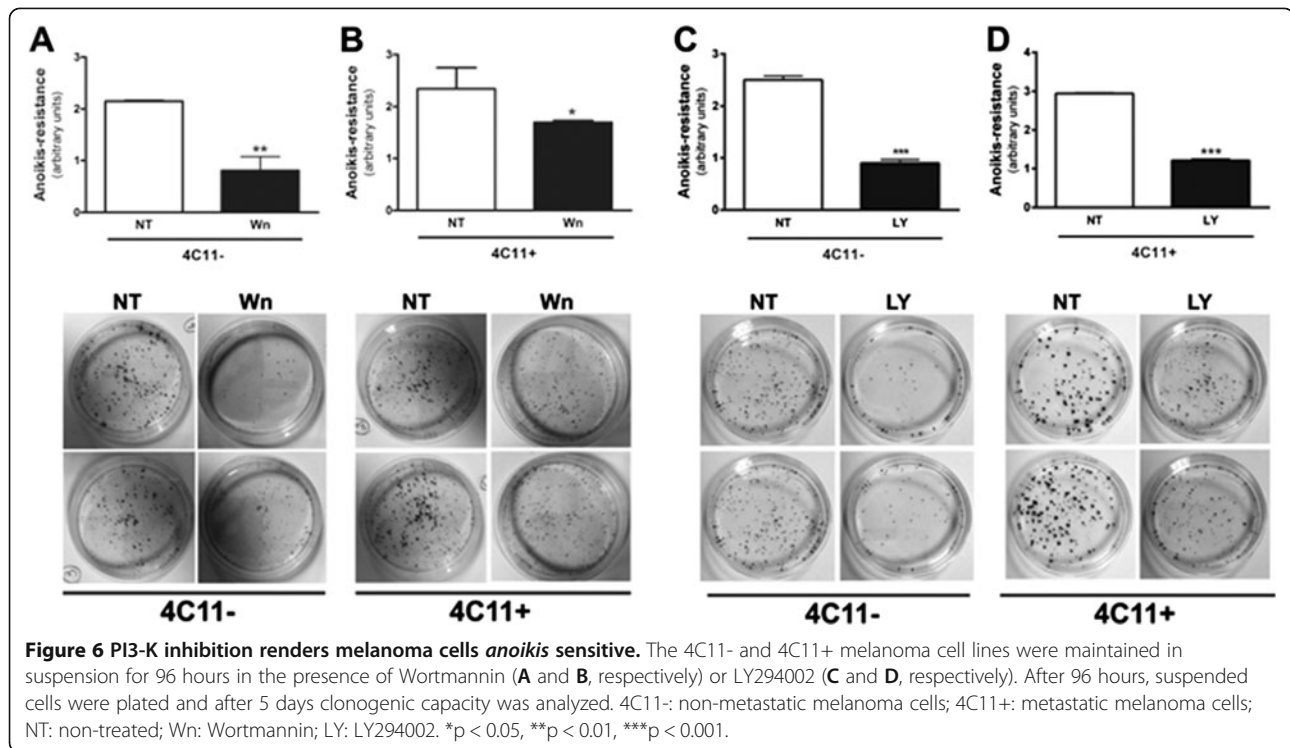 A
B
C
D
Anoikis-resistance
(arbitrary units)
3
2
1
0
**
NT
Wn
4C11-
Anoikis-resistance
(arbitrary units)
3
2
1
0
*
NT
Wn
4C11+
Anoikis-resistance
(arbitrary units)
3
2
1
0
***
NT
LY
4C11-
Anoikis-resistance
(arbitrary units)
4
3
2
1
0
***
NT
LY
4C11+
NT
Wn
NT
Wn
NT
LY
NT
LY
4C11-
4C11+
4C11-
4C11+
Figure 6 PI3-K inhibition renders melanoma cells anoikis sensitive. The 4C11- and 4C11+ melanoma cell lines were maintained in
suspension for 96 hours in the presence of Wortmannin (A and B, respectively) or LY294002 (C and D, respectively). After 96 hours, suspended
cells were plated and after 5 days clonogenic capacity was analyzed. 4C11-: non-metastatic melanoma cells; 4C11+: metastatic melanoma cells;
NT: non-treated; Wn: Wortmannin; LY: LY294002. *p < 0.05, **p < 0.01, ***p < 0.001.